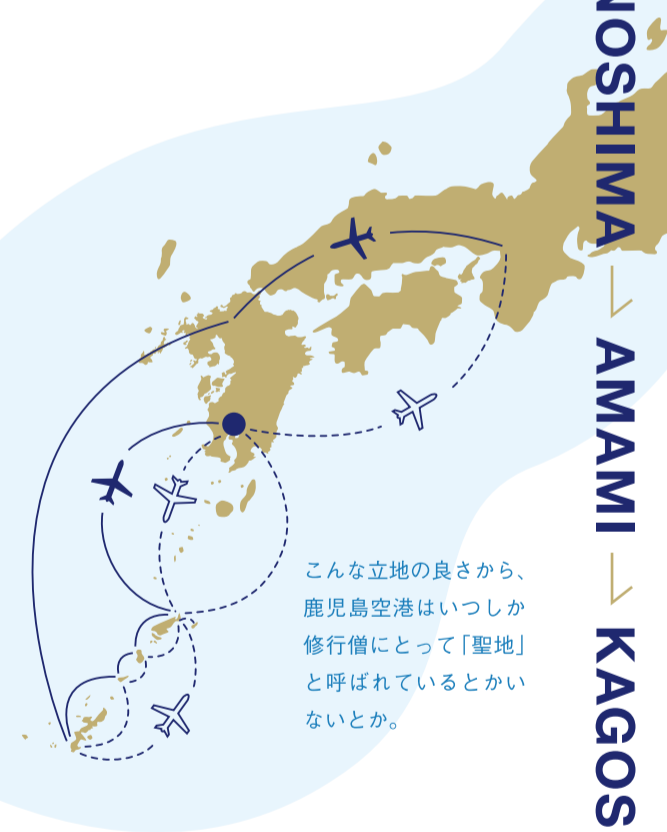 こんな立地の良さから、
鹿児島空港はいつしか
修行僧にとって「聖地」
と呼ばれているとかい
ないとか。
NOSHIMA
AMAMI
KAGOS